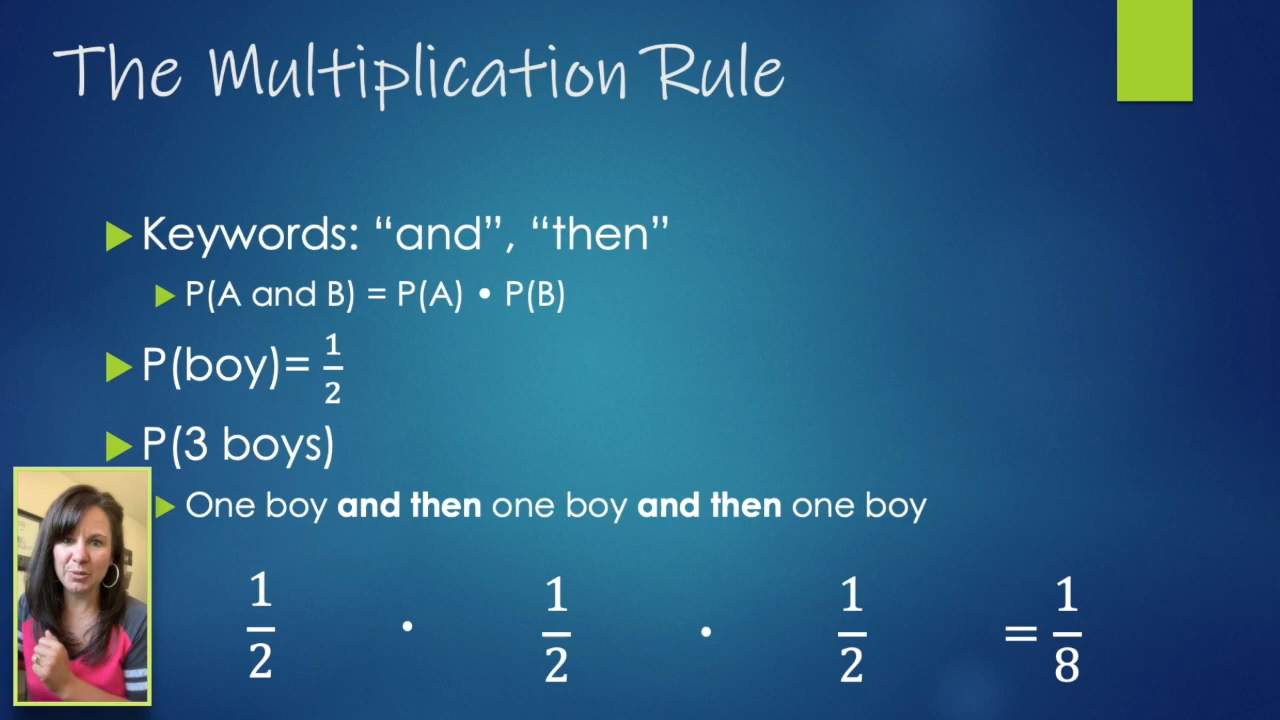 The Multiplication Rule
Keywords: “and”, “then”
P(A and B) = P(A) • P(B)
P(boy)= 1/2
P(3 boys)
One boy and then one boy and then one boy
1/2 · 1/2 · 1/2 = 1/8